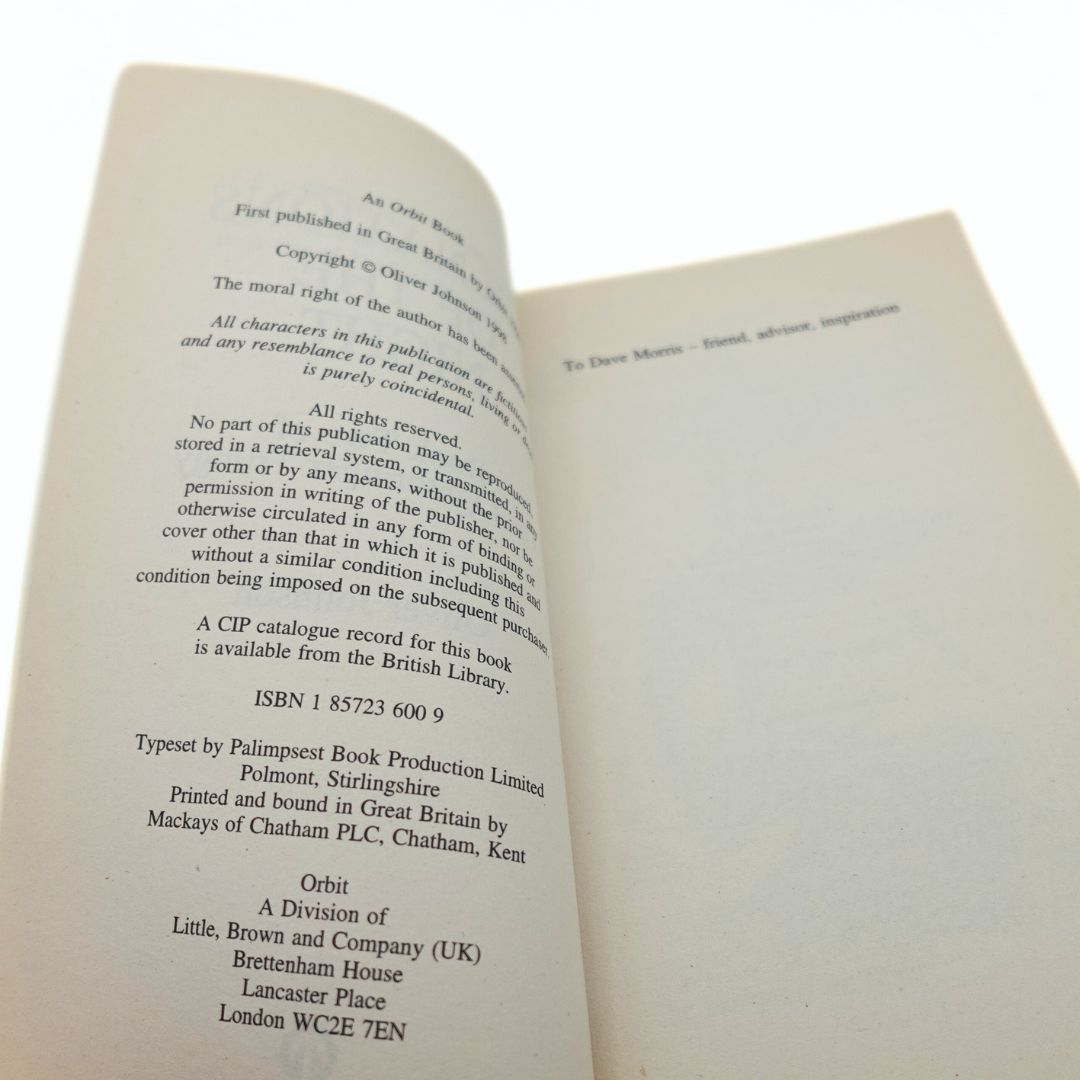 An Orbit Book
First published in Great Britain by Orbit
Copyright © Oliver Johnson 1998
The moral right of the author has been
All characters in this publication are fictitious
and any resemblance to real persons, living or
is purely coincidental.
All rights reserved.
No part of this publication may be reproduced,
stored in a retrieval system, or transmitted, in any
form or by any means, without the prior
permission in writing of the publisher, nor be
otherwise circulated in any form of binding or
cover other than that in which it is published and
without a similar condition including this
condition being imposed on the subsequent purchaser.
A CIP catalogue record for this book
is available from the British Library.
ISBN 1 85723 600 9
Typeset by Palimpsest Book Production Limited
Polmont, Stirlingshire
Printed and bound in Great Britain by
Mackays of Chatham PLC, Chatham, Kent
Orbit
A Division of
Little, Brown and Company (UK)
Brettenham House
Lancaster Place
London WC2E 7EN
To Dave Morris – friend, advisor, inspiration